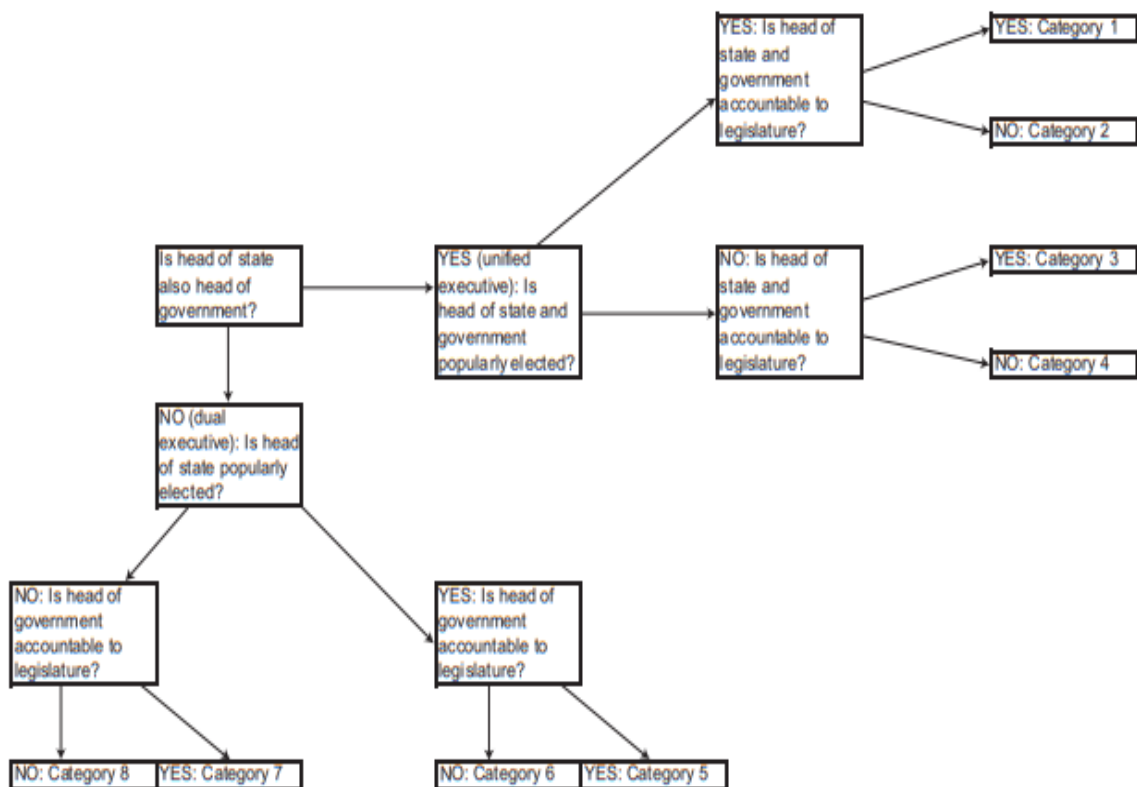 YES: Is head of
state and
government
accountable to
legislature?
YES: Category 1
NO: Category 2
Is head of state
also head of
government?
YES (unified
executive): Is
head of state and
government
popularly elected?
NO: Is head of
state and
government
accountable to
legislature?
YES: Category 3
NO: Category 4
NO (dual
executive): Is head
of state popularly
elected?
NO: Is head of
government
accountable to
legislature?
YES: Is head of
government
accountable to
legislature?
NO: Category 8
YES: Category 7
NO: Category 6
YES: Category 5